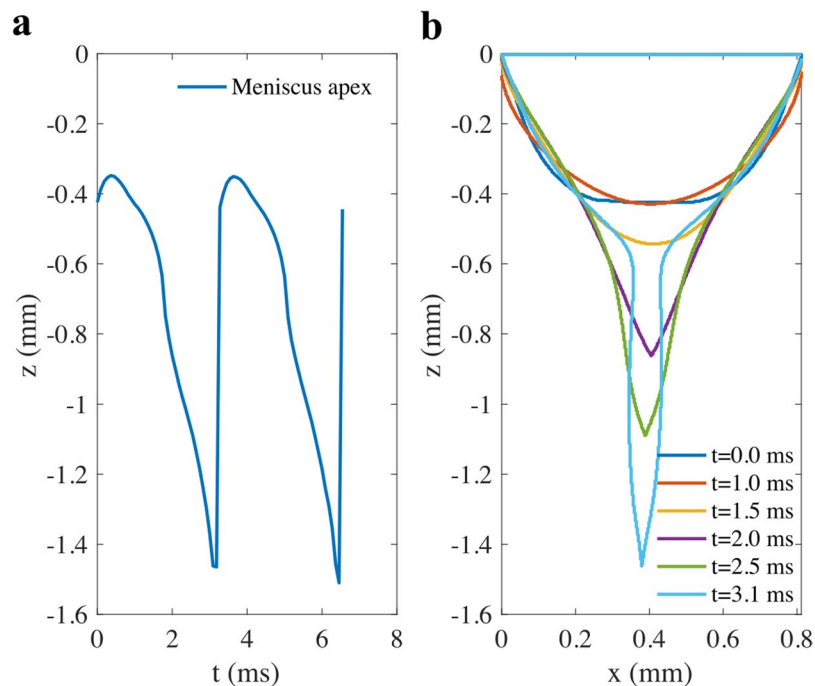 a
0
-0.2
-0.4
-0.6
-0.8
-1
-1.2
-1.4
-1.6
z (mm)
0 2 4 6 8
t (ms)
Meniscus apex
b
0
-0.2
-0.4
-0.6
-0.8
-1
-1.2
-1.4
-1.6
z (mm)
0 0.2 0.4 0.6 0.8
x (mm)
t=0.0 ms
t=1.0 ms
t=1.5 ms
t=2.0 ms
t=2.5 ms
t=3.1 ms